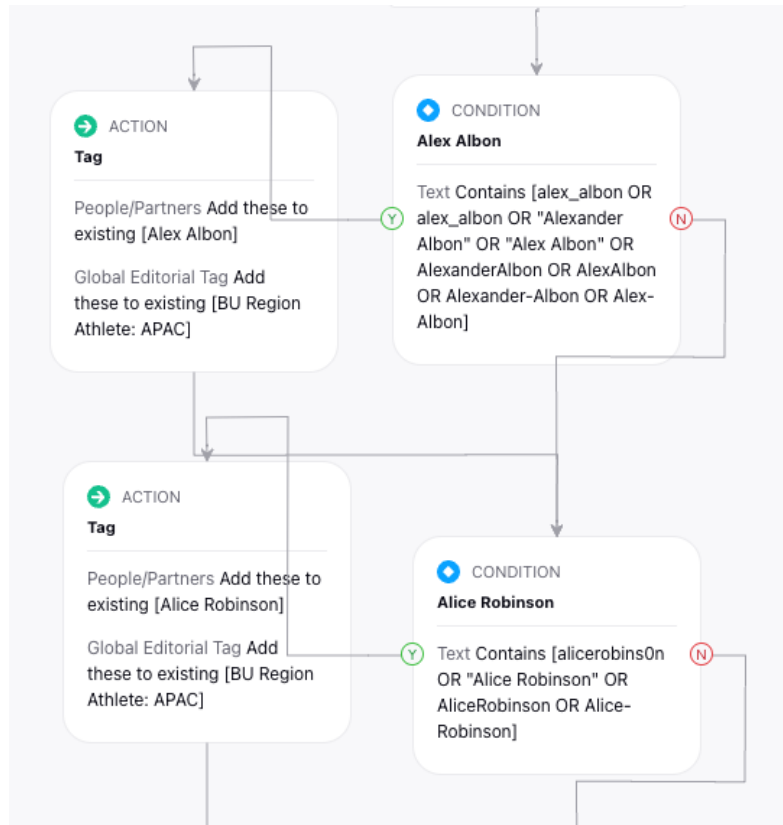 ACTION
Tag
People/Partners Add these to
existing [Alex Albon]
Global Editorial Tag Add
these to existing [BU Region
Athlete: APAC]
CONDITION
Alex Albon
Text Contains [alex_albon OR
alex_albon OR "Alexander
Albon" OR "Alex Albon" OR
AlexanderAlbon OR AlexAlbon
OR Alexander-Albon OR Alex-
Albon]
Y
N
ACTION
Tag
People/Partners Add these to
existing [Alice Robinson]
Global Editorial Tag Add
these to existing [BU Region
Athlete: APAC]
CONDITION
Alice Robinson
Text Contains [alicerobins0n
OR "Alice Robinson" OR
AliceRobinson OR Alice-
Robinson]
Y
N